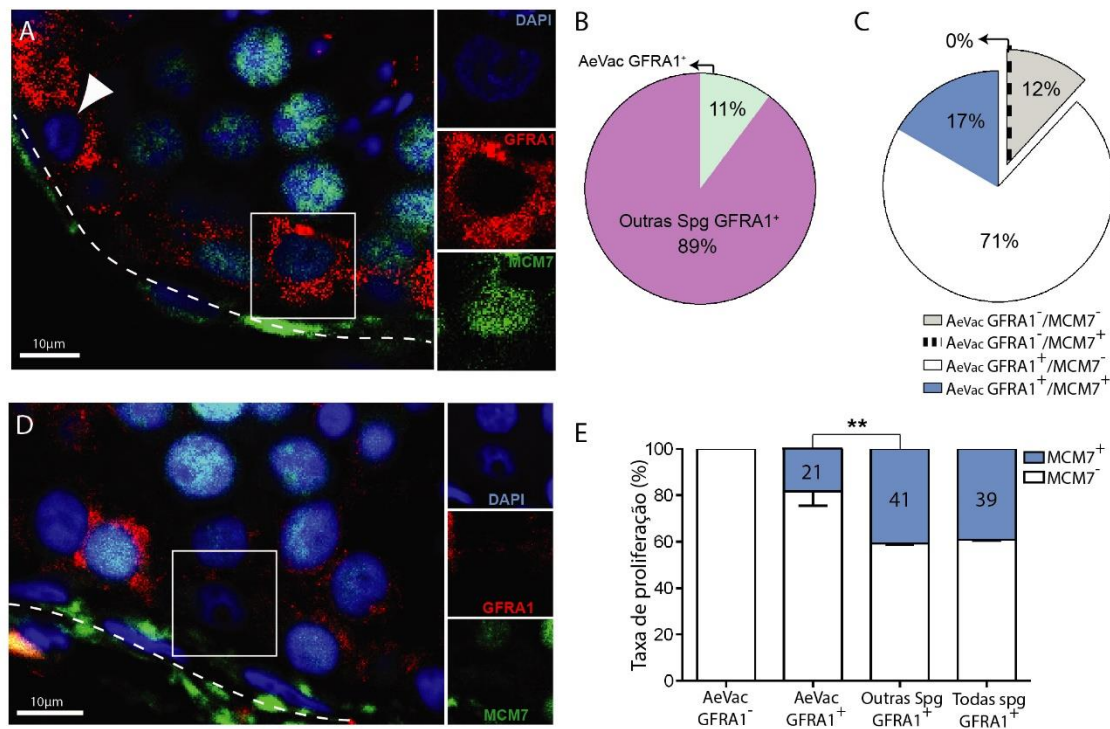 A
DAPI
GFRA1
MCM7
10µm
B
AeVac GFRA1⁺
11%
Outras Spg GFRA1⁺
89%
C
0%
12%
17%
71%
AeVac GFRA1⁻/MCM7⁻
AeVac GFRA1⁻/MCM7⁺
AeVac GFRA1⁺/MCM7⁻
AeVac GFRA1⁺/MCM7⁺
D
DAPI
GFRA1
MCM7
10µm
E
**
MCM7⁺
MCM7⁻
Taxa de proliferação (%)
100
80
60
40
20
0
21
41
39
AeVac
GFRA1⁻
AeVac
GFRA1⁺
Outras Spg
GFRA1⁺
Todas spg
GFRA1⁺